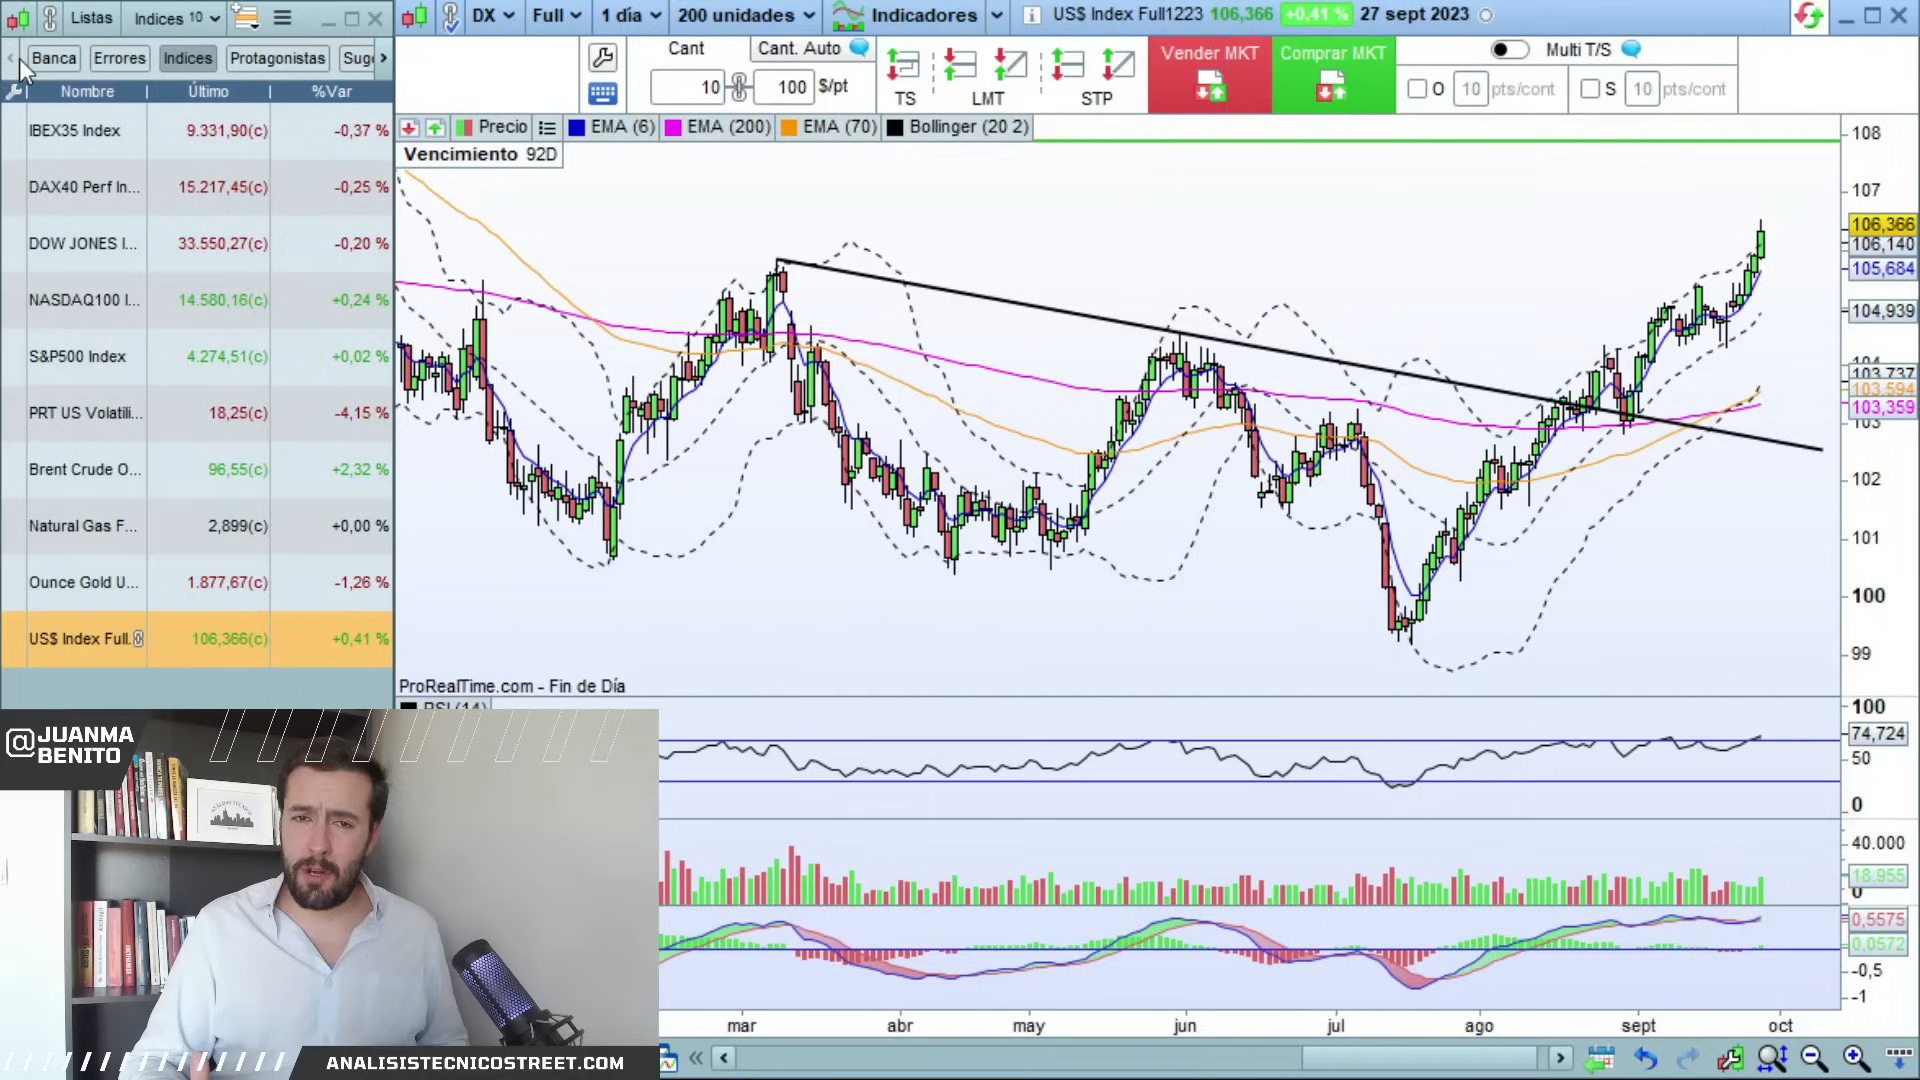 Listas
Indices 10
DX
Full
1 día
200 unidades
Indicadores
US$ Index Full1223 106,366 +0,41 % 27 sept 2023
Banca
Errores
Indices
Protagonistas
Nombre
Último
%Var
IBEX35 Index 9.331,90(c) -0,37 %
DAX40 Perf In... 15.217,45(c) -0,25 %
DOW JONES I... 33.550,27(c) -0,20 %
NASDAQ100 I... 14.580,16(c) +0,24 %
S&P500 Index 4.274,51(c) +0,02 %
PRT US Volatili... 18,25(c) -4,15 %
Brent Crude O... 96,55(c) +2,32 %
Natural Gas F... 2,899(c) +0,00 %
Ounce Gold U... 1.877,67(c) -1,26 %
US$ Index Full. 106,366(c) +0,41 %
Cant
Cant. Auto
10
100 $/pt
TS
LMT
STP
Vender MKT
Comprar MKT
Multi T/S
O 10 pts/cont
S 10 pts/cont
Precio
EMA (6)
EMA (200)
EMA (70)
Bollinger (20 2)
Vencimiento 92D
108
107
106,366
106,140
105,684
104,939
103,737
103,594
103,359
102
101
100
99
ProRealTime.com - Fin de Día
100
74,724
50
0
40.000
18.955
0
0,5575
0,0572
-0,5
-1
mar
abr
may
jun
jul
ago
sept
oct
@JUANMA
BENITO
ANALISISTECNICOSTREET.COM